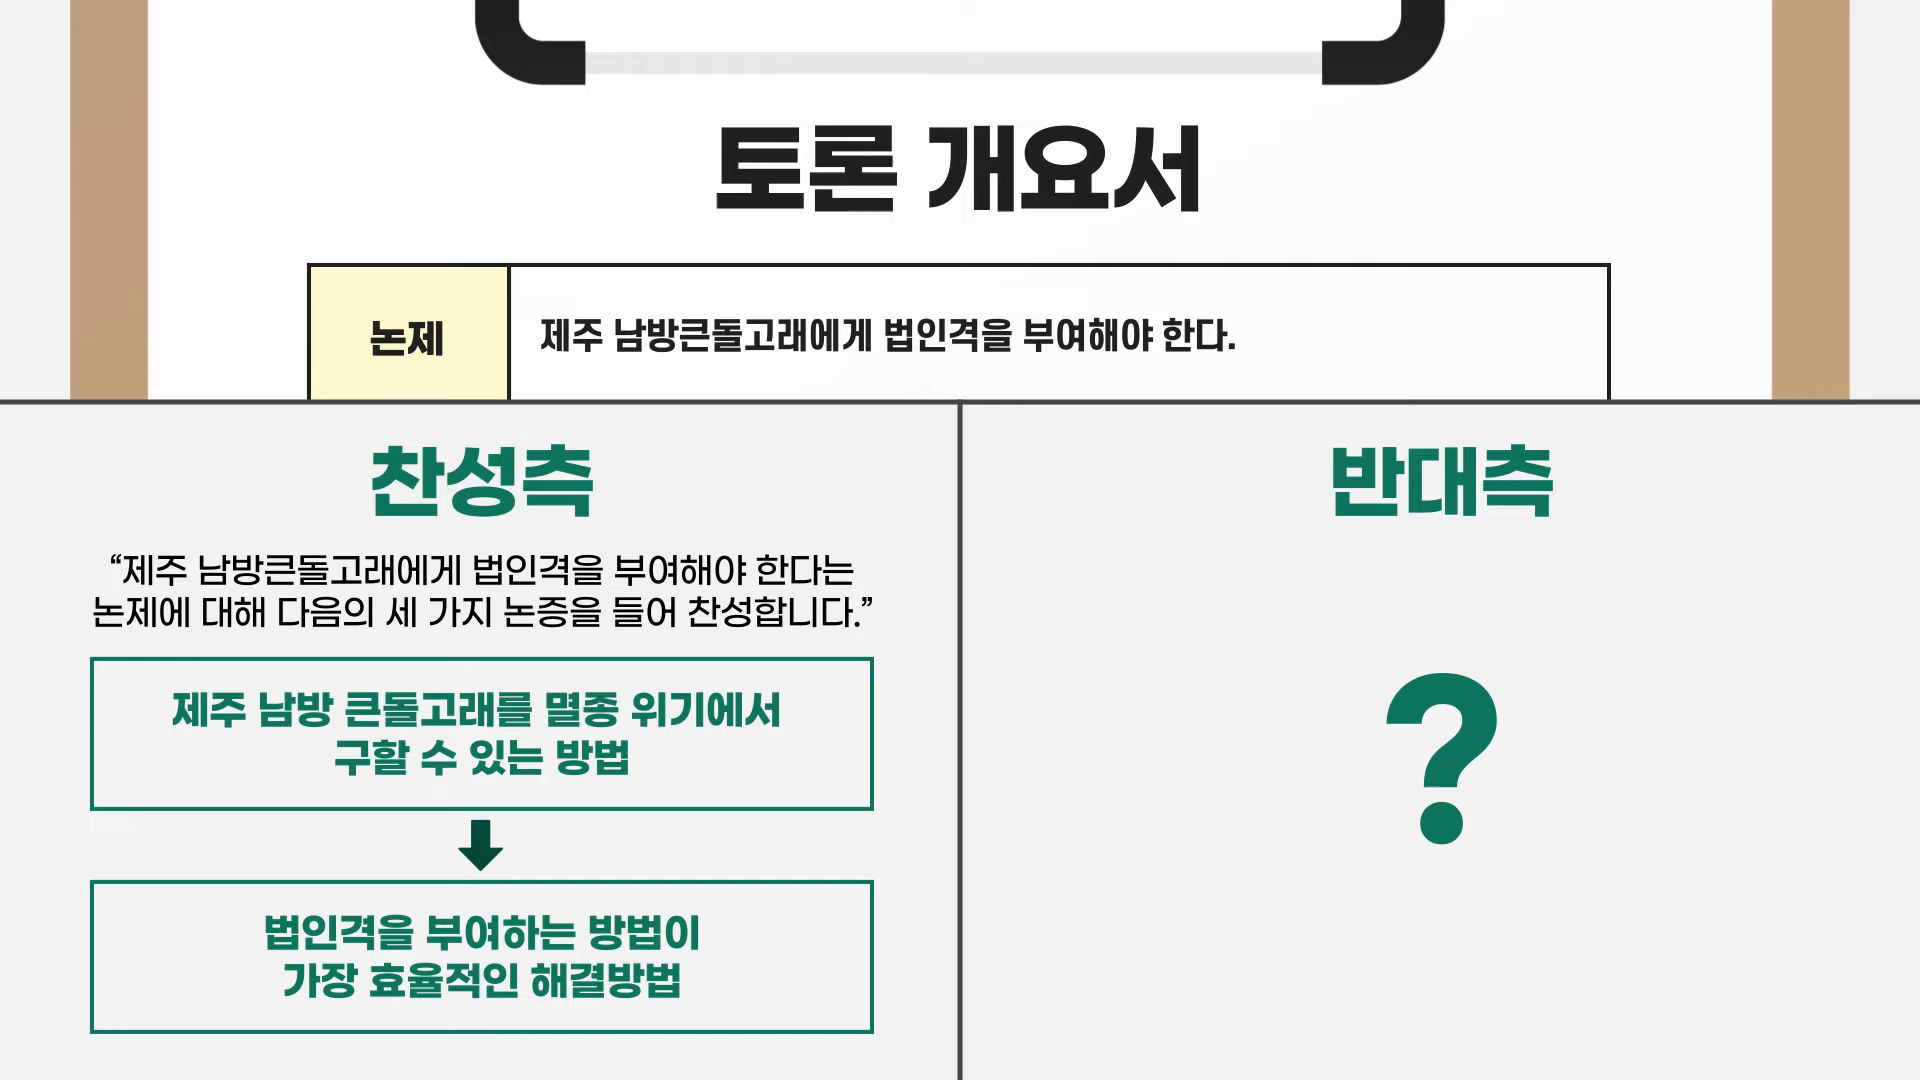 토론 개요서
논제
제주 남방큰돌고래에게 법인격을 부여해야 한다.
찬성측
“제주 남방큰돌고래에게 법인격을 부여해야 한다는
논제에 대해 다음의 세 가지 논증을 들어 찬성합니다.”
제주 남방 큰돌고래를 멸종 위기에서
구할 수 있는 방법
법인격을 부여하는 방법이
가장 효율적인 해결방법
반대측
?